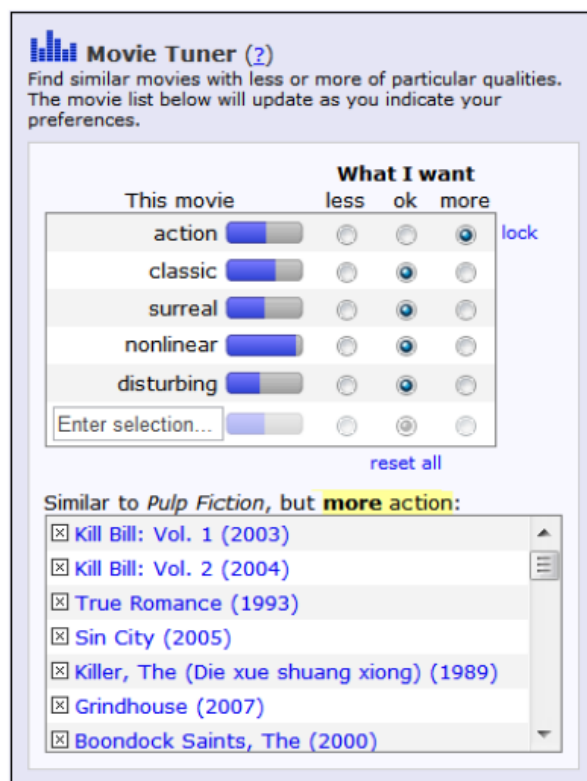 Movie Tuner (?)
Find similar movies with less or more of particular qualities.
The movie list below will update as you indicate your
preferences.
What I want
This movie less ok more
action lock
classic
surreal
nonlinear
disturbing
Enter selection...
reset all
Similar to Pulp Fiction, but more action:
Kill Bill: Vol. 1 (2003)
Kill Bill: Vol. 2 (2004)
True Romance (1993)
Sin City (2005)
Killer, The (Die xue shuang xiong) (1989)
Grindhouse (2007)
Boondock Saints, The (2000)